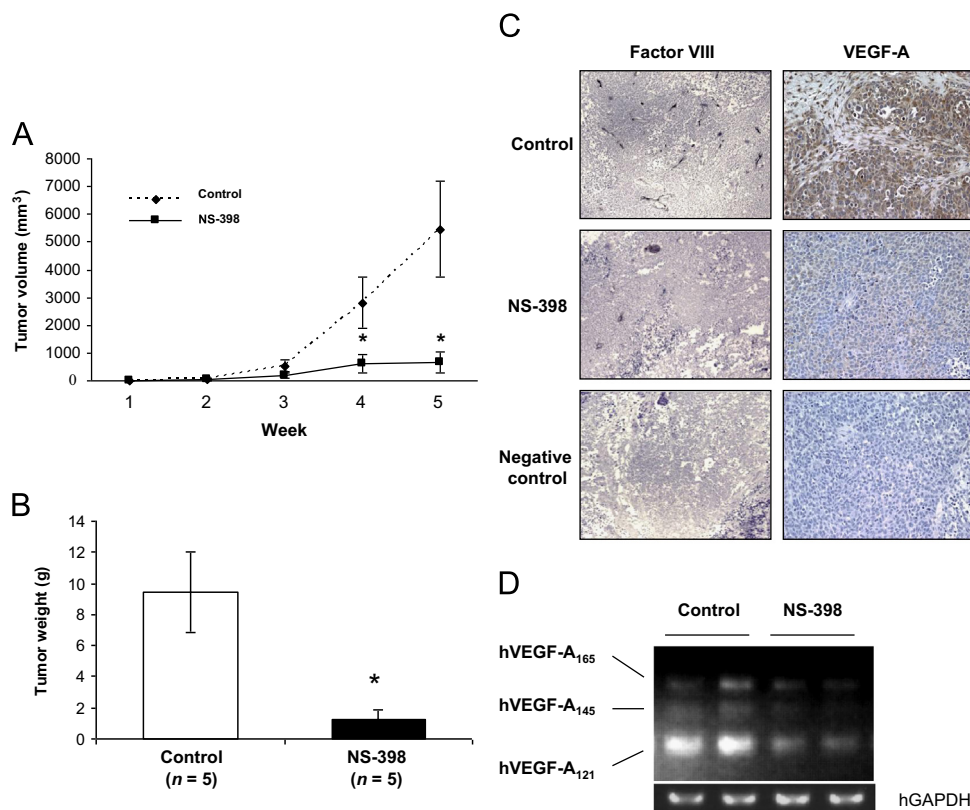 A
Tumor volume (mm³)
8000
7000
6000
5000
4000
3000
2000
1000
0
Control
NS-398
*
*
1 2 3 4 5
Week
B
Tumor weight (g)
14
12
10
8
6
4
2
0
*
Control
(n = 5)
NS-398
(n = 5)
C
Factor VIII VEGF-A
Control
NS-398
Negative
control
D
Control NS-398
hVEGF-A₁₆₅
hVEGF-A₁₄₅
hVEGF-A₁₂₁
hGAPDH